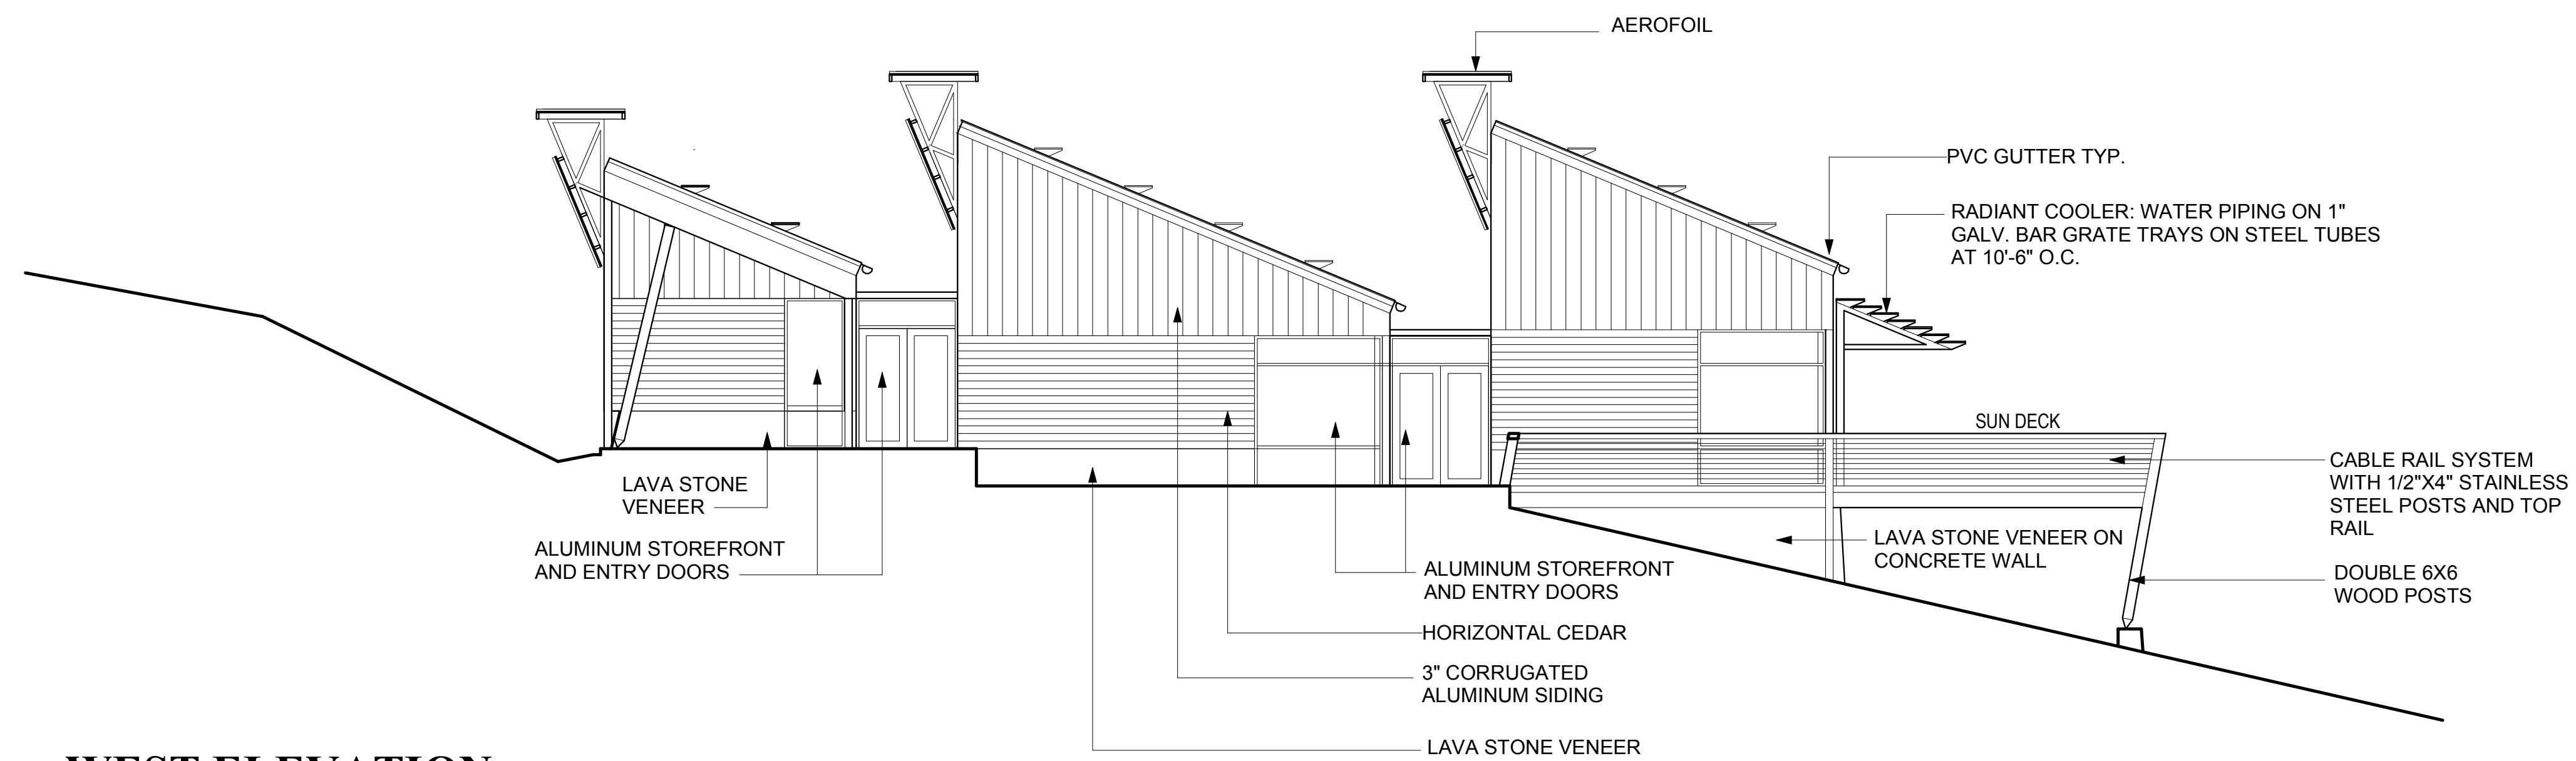 AEROFOIL
PVC GUTTER TYP.
RADIANT COOLER: WATER PIPING ON 1"
GALV. BAR GRATE TRAYS ON STEEL TUBES
AT 10'-6" O.C.
SUN DECK
CABLE RAIL SYSTEM
WITH 1/2"X4" STAINLESS
STEEL POSTS AND TOP
RAIL
LAVA STONE
VENEER
ALUMINUM STOREFRONT
AND ENTRY DOORS
LAVA STONE VENEER ON
CONCRETE WALL
DOUBLE 6X6
WOOD POSTS
ALUMINUM STOREFRONT
AND ENTRY DOORS
HORIZONTAL CEDAR
3" CORRUGATED
ALUMINUM SIDING
LAVA STONE VENEER
WEST ELEVATION